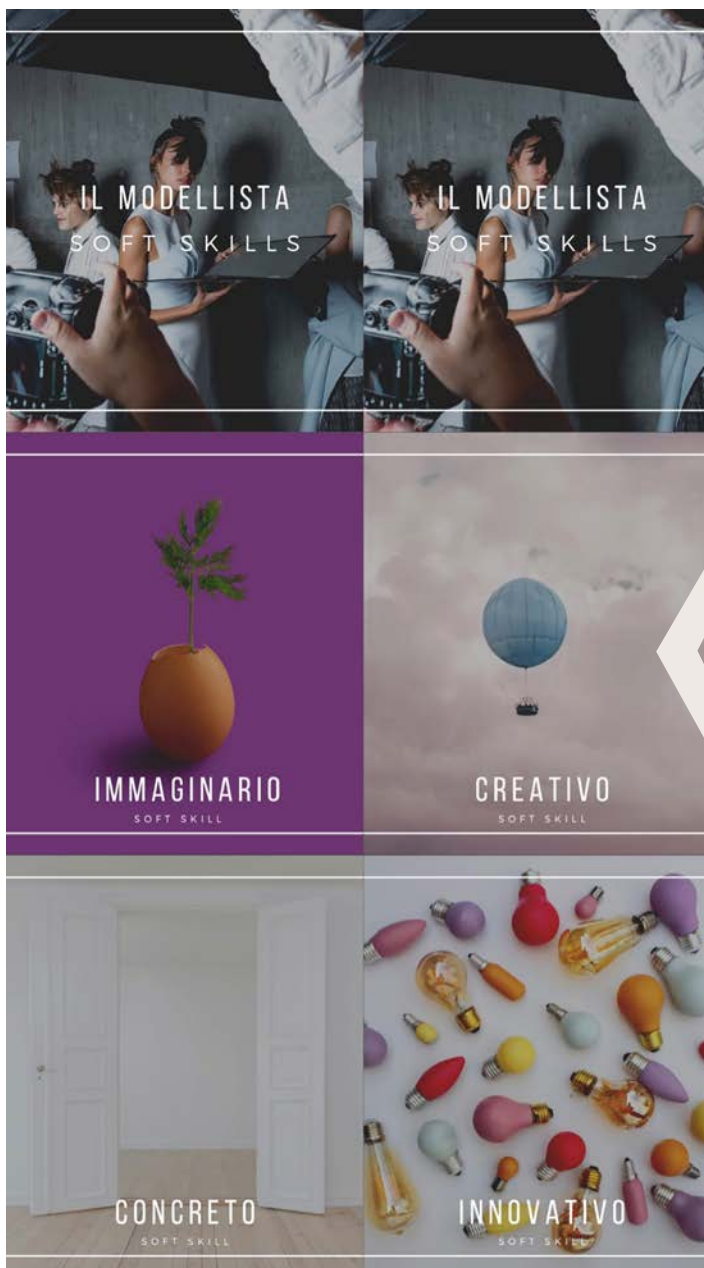 IL MODELLISTA
SOFT SKILLS
IL MODELLISTA
SOFT SKILLS
IMMAGINARIO
SOFT SKILL
CREATIVO
SOFT SKILL
CONCRETO
SOFT SKILL
INNOVATIVO
SOFT SKILL